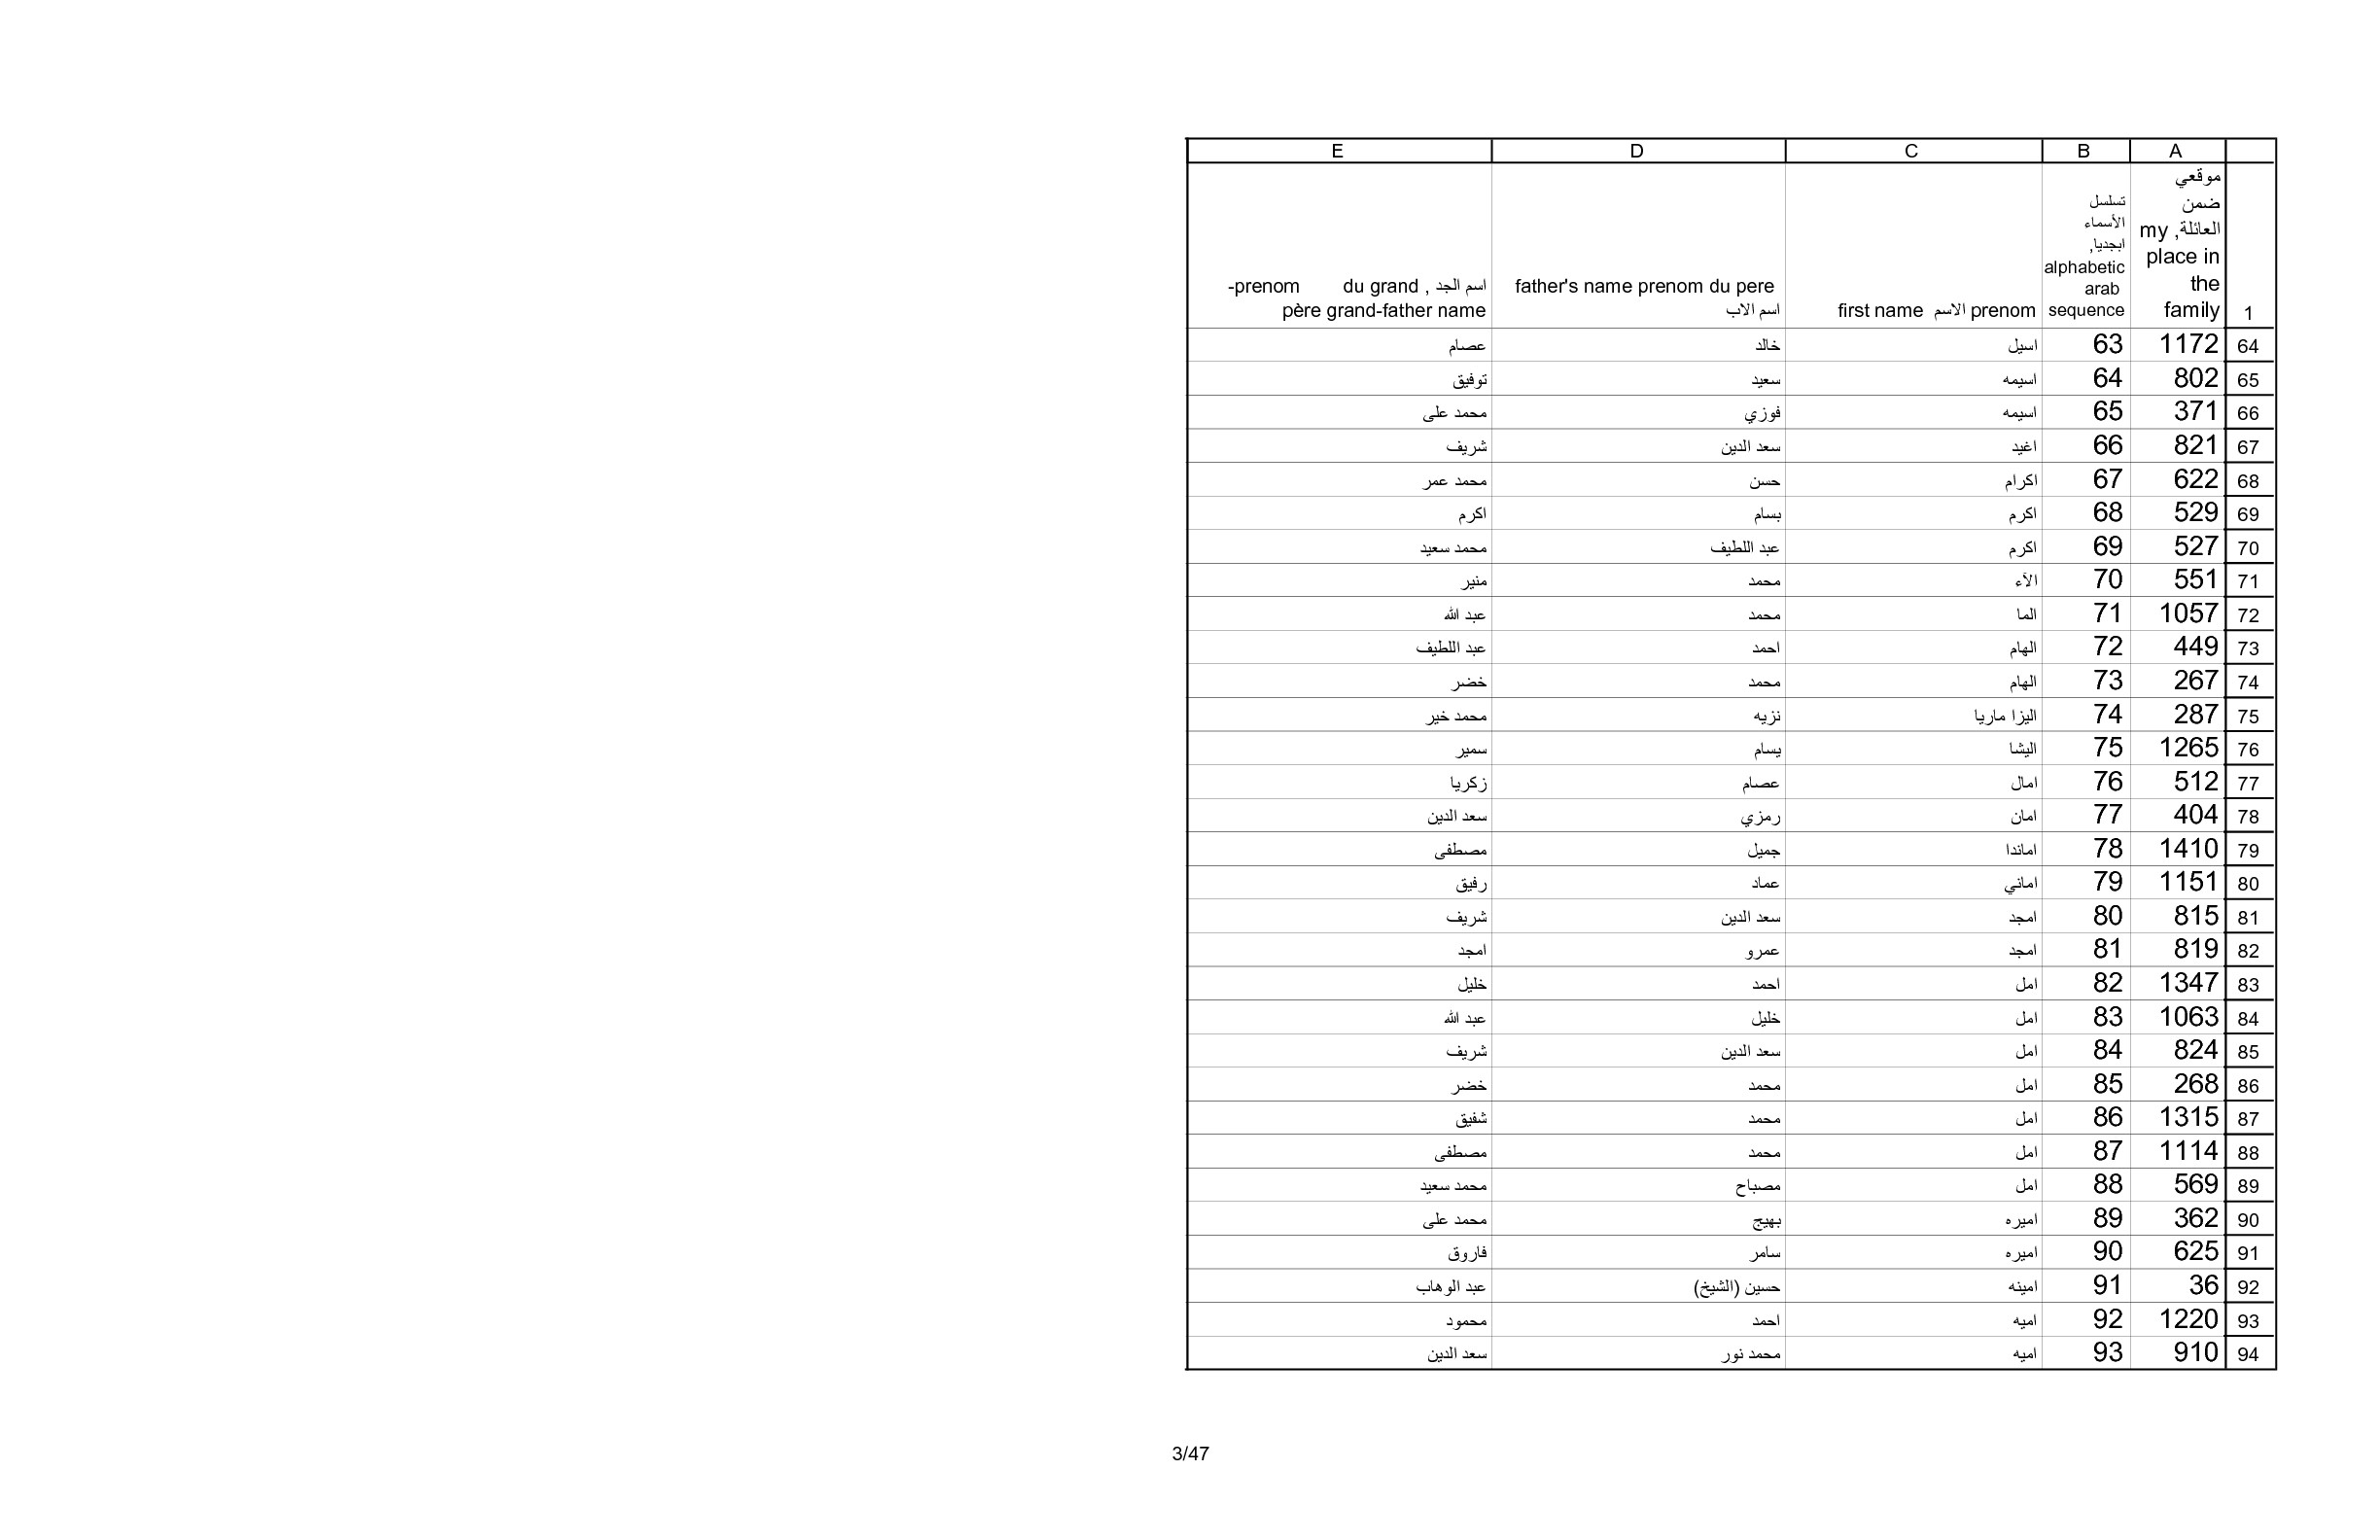 A B C D E
1 موقعي ضمن العائلة, my place in the family تسلسل الأسماء ابجديا, alphabetic arab sequence first name الاسم prenom father's name prenom du pere اسم الاب اسم الجد , du grand -prenom père grand-father name
64 1172 63 اسيل خالد عصام
65 802 64 اسيمه سعيد توفيق
66 371 65 اسيمه فوزي محمد على
67 821 66 اغيد سعد الدين شريف
68 622 67 اكرام حسن محمد عمر
69 529 68 اكرم بسام اكرم
70 527 69 اكرم عبد اللطيف محمد سعيد
71 551 70 الآء محمد منير
72 1057 71 الما محمد عبد الله
73 449 72 الهام احمد عبد اللطيف
74 267 73 الهام محمد خضر
75 287 74 اليزا ماريا نزيه محمد خير
76 1265 75 اليشا يسام سمير
77 512 76 امال عصام زكريا
78 404 77 امان رمزي سعد الدين
79 1410 78 اماندا جميل مصطفى
80 1151 79 اماني عماد رفيق
81 815 80 امجد سعد الدين شريف
82 819 81 امجد عمرو امجد
83 1347 82 امل احمد خليل
84 1063 83 امل خليل عبد الله
85 824 84 امل سعد الدين شريف
86 268 85 امل محمد خضر
87 1315 86 امل محمد شفيق
88 1114 87 امل محمد مصطفى
89 569 88 امل مصباح محمد سعيد
90 362 89 اميره بهيج محمد على
91 625 90 اميره سامر فاروق
92 36 91 امينه حسين (الشيخ) عبد الوهاب
93 1220 92 اميه احمد محمود
94 910 93 اميه محمد نور سعد الدين
3/47